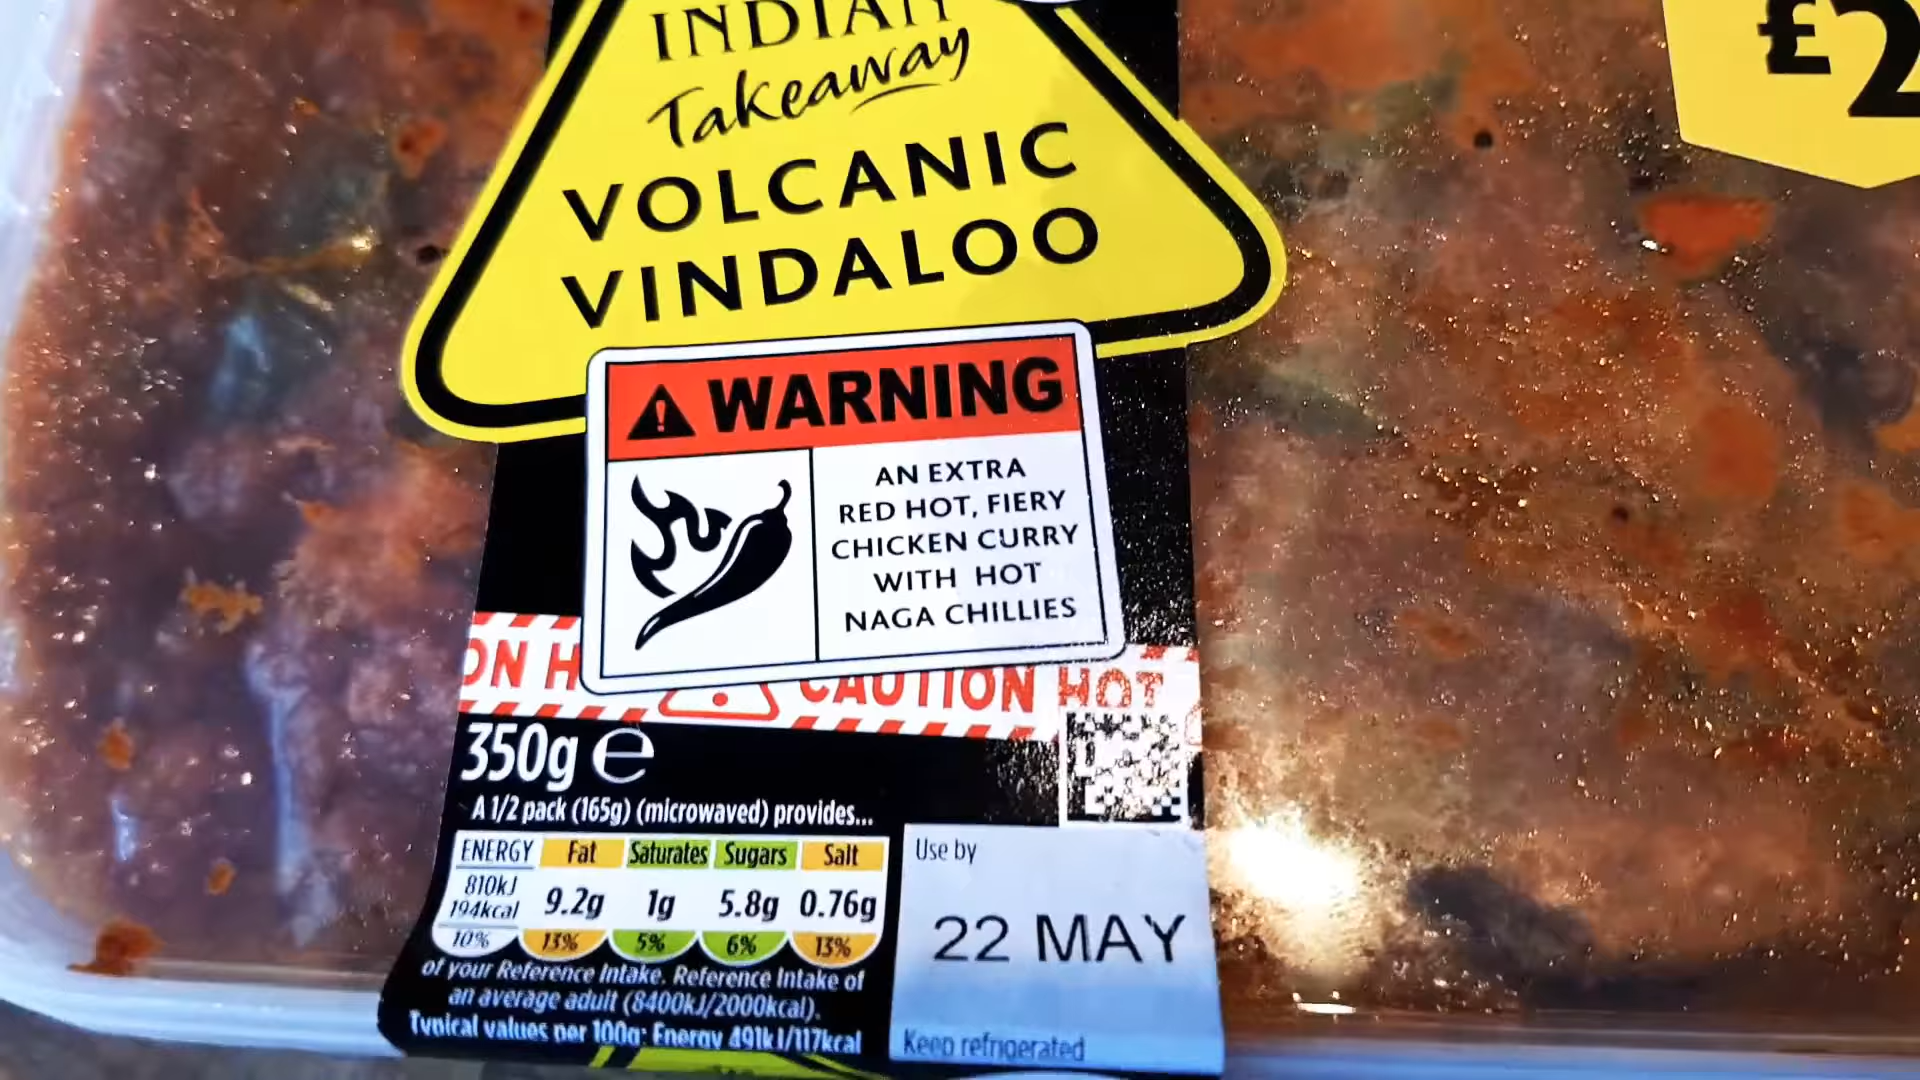 INDIAN
Takeaway
VOLCANIC
VINDALOO
£2
WARNING
AN EXTRA
RED HOT, FIERY
CHICKEN CURRY
WITH HOT
NAGA CHILLIES
ON H
CAUTION HOT
350g e
A 1/2 pack (165g) (microwaved) provides...
ENERGY Fat Saturates Sugars Salt
810kJ
194kcal 9.2g 1g 5.8g 0.76g
10% 13% 5% 6% 13%
of your Reference Intake. Reference Intake of
an average adult (8400kJ/2000kcal).
Typical values per 100g: Energy 491kJ/117kcal
Use by
22 MAY
Keep refrigerated